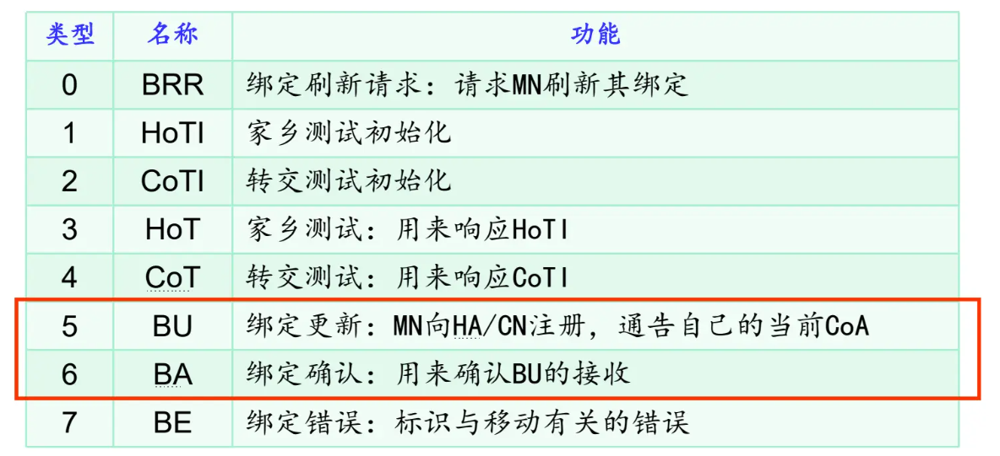 类型 名称 功能
0 BRR 绑定刷新请求：请求MN刷新其绑定
1 HoTI 家乡测试初始化
2 CoTI 转交测试初始化
3 HoT 家乡测试：用来响应HoTI
4 CoT 转交测试：用来响应CoTI
5 BU 绑定更新：MN向HA/CN注册，通告自己的当前CoA
6 BA 绑定确认：用来确认BU的接收
7 BE 绑定错误：标识与移动有关的错误